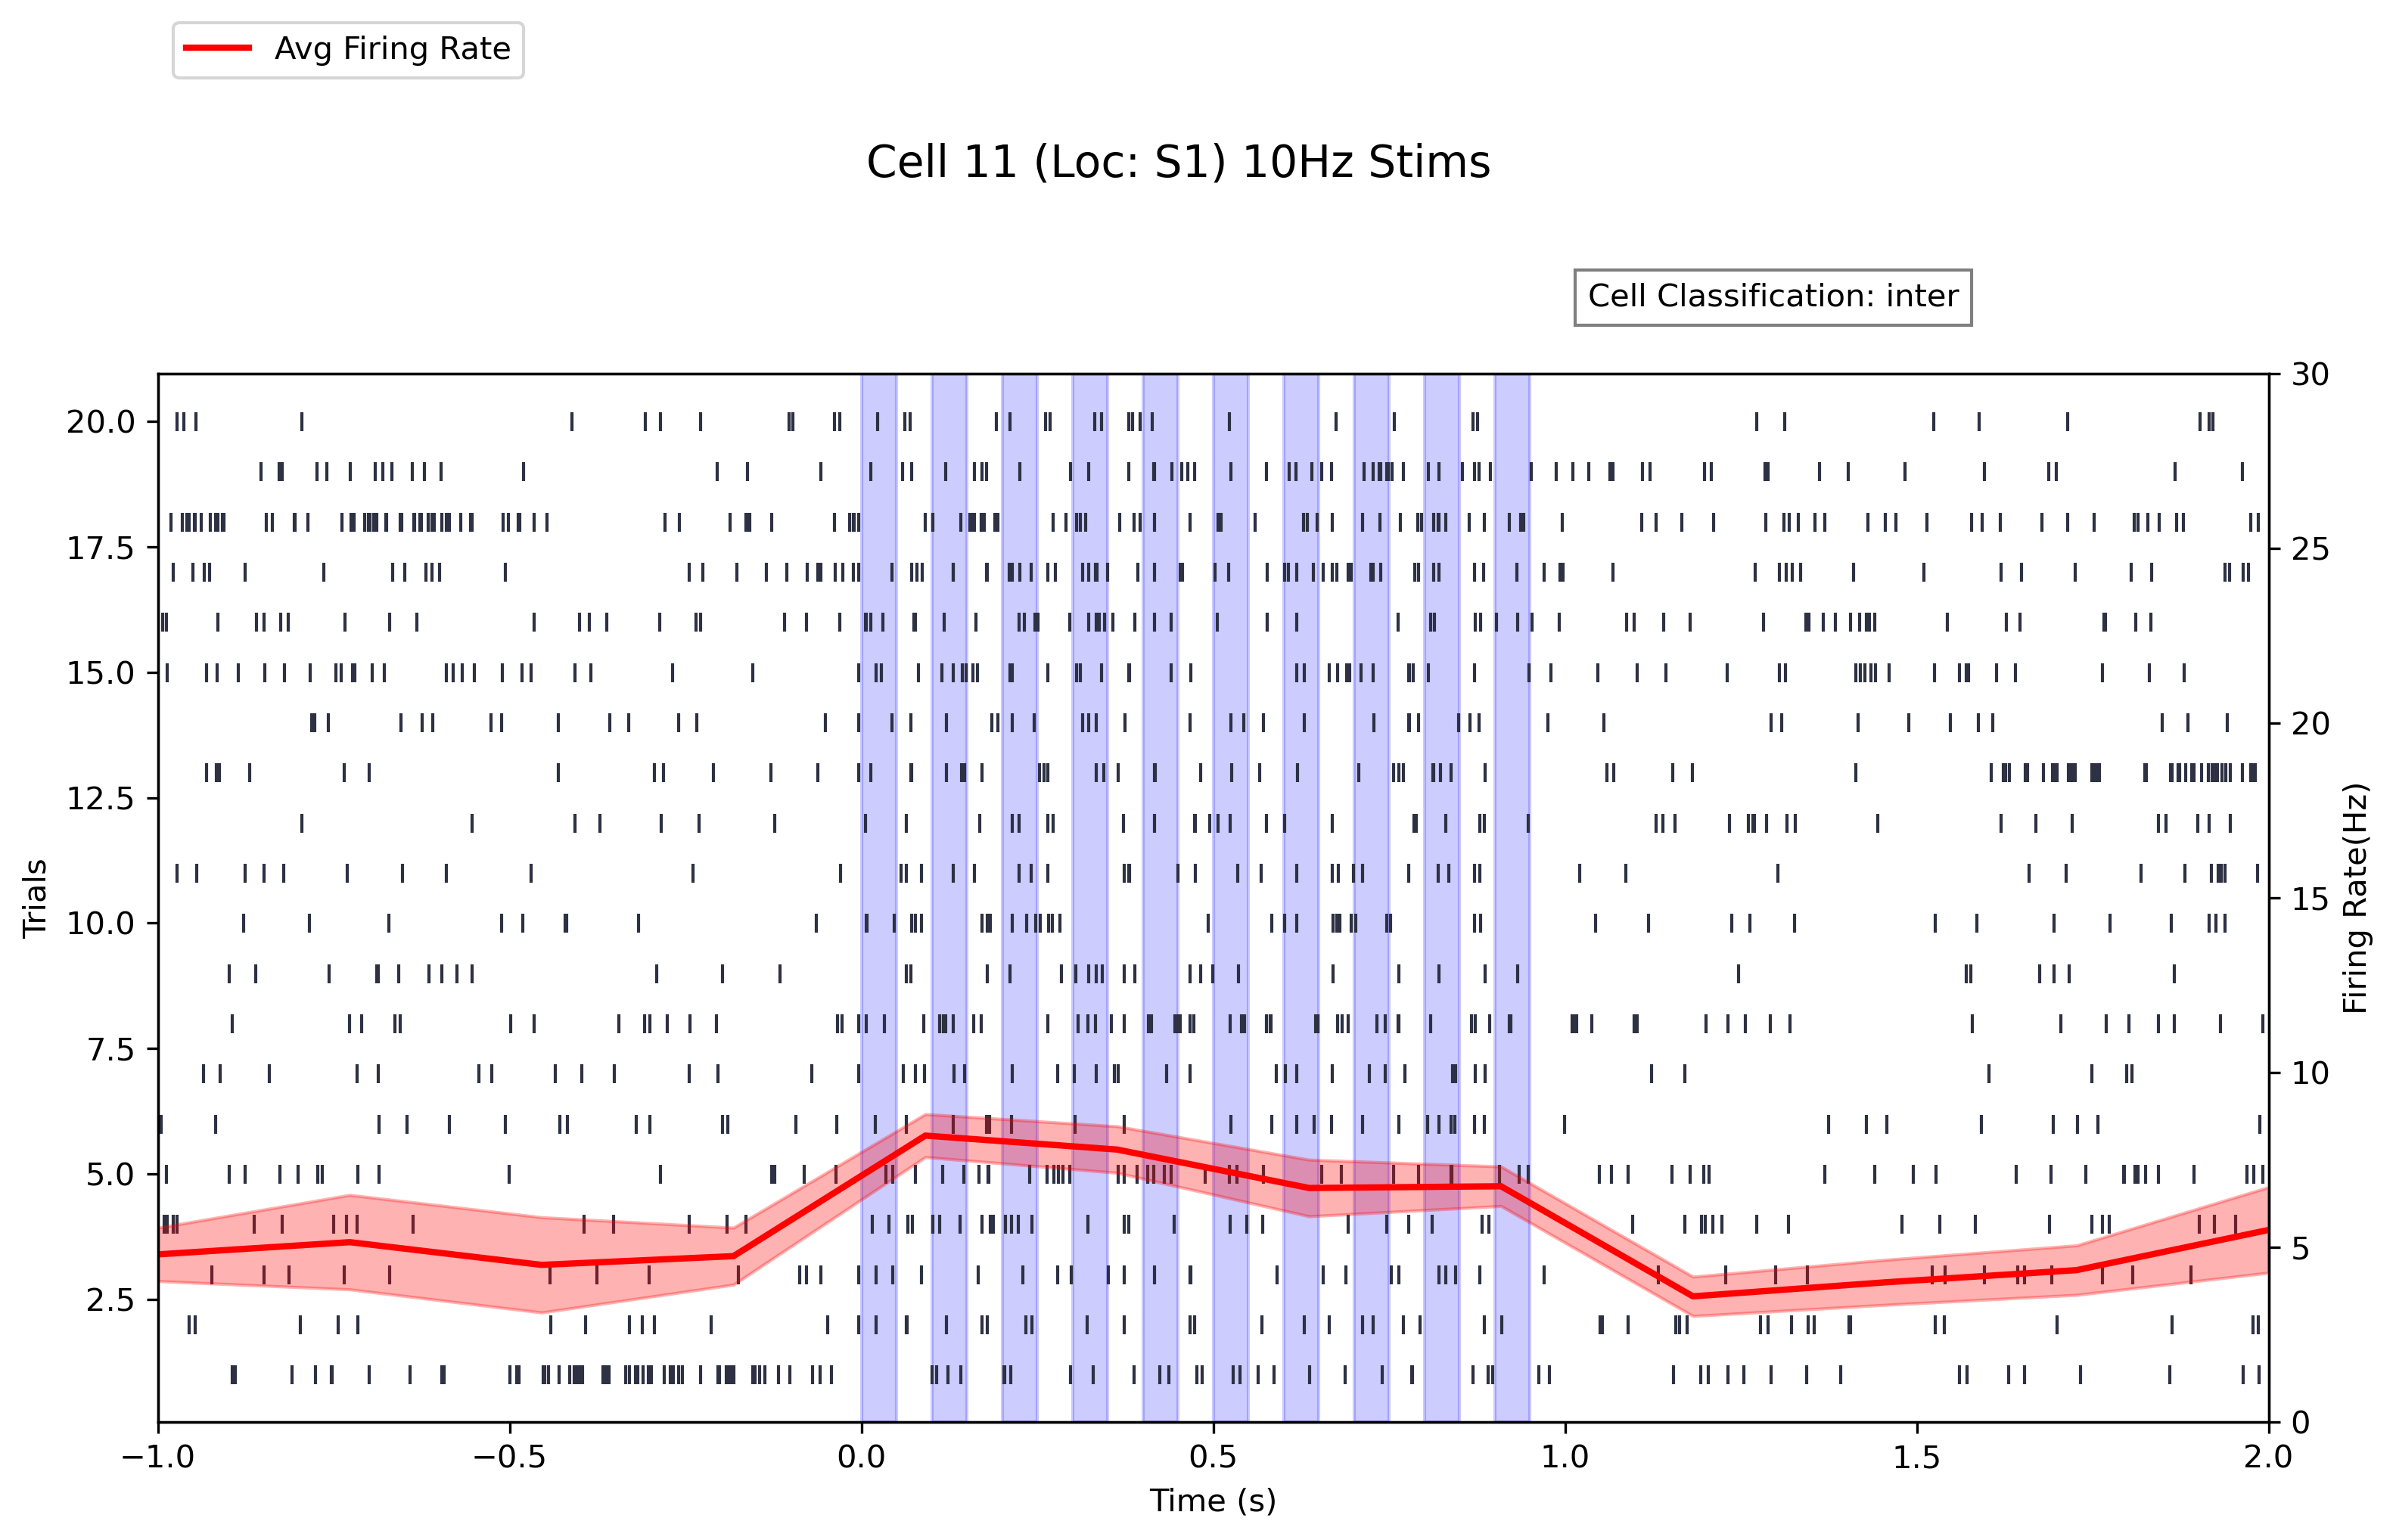 Avg Firing Rate
Cell 11 (Loc: S1) 10Hz Stims
Cell Classification: inter
Trials
20.0
17.5
15.0
12.5
10.0
7.5
5.0
2.5
30
25
20
15
10
5
0
Firing Rate(Hz)
−1.0 −0.5 0.0 0.5 1.0 1.5 2.0
Time (s)